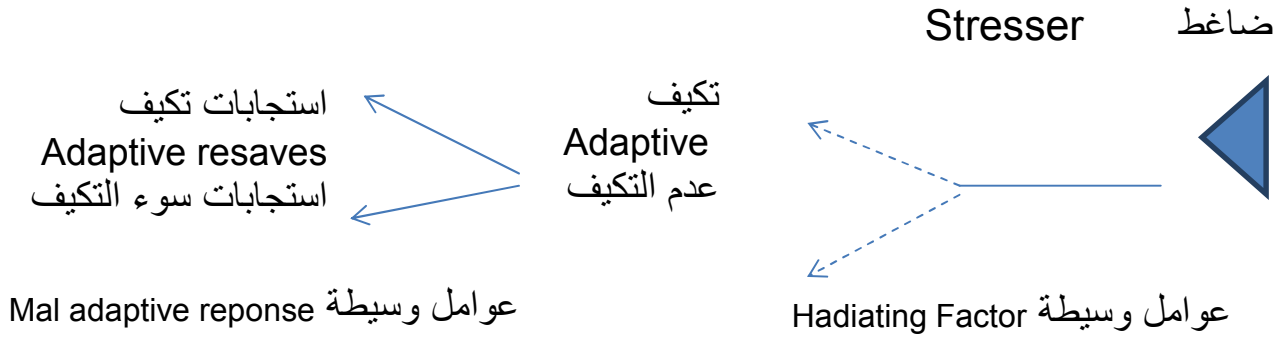 ضاغط Stresser
تكيف
Adaptive
عدم التكيف
استجابات تكيف
Adaptive resaves
استجابات سوء التكيف
عوامل وسيطة Hadiating Factor
عوامل وسيطة Mal adaptive reponse